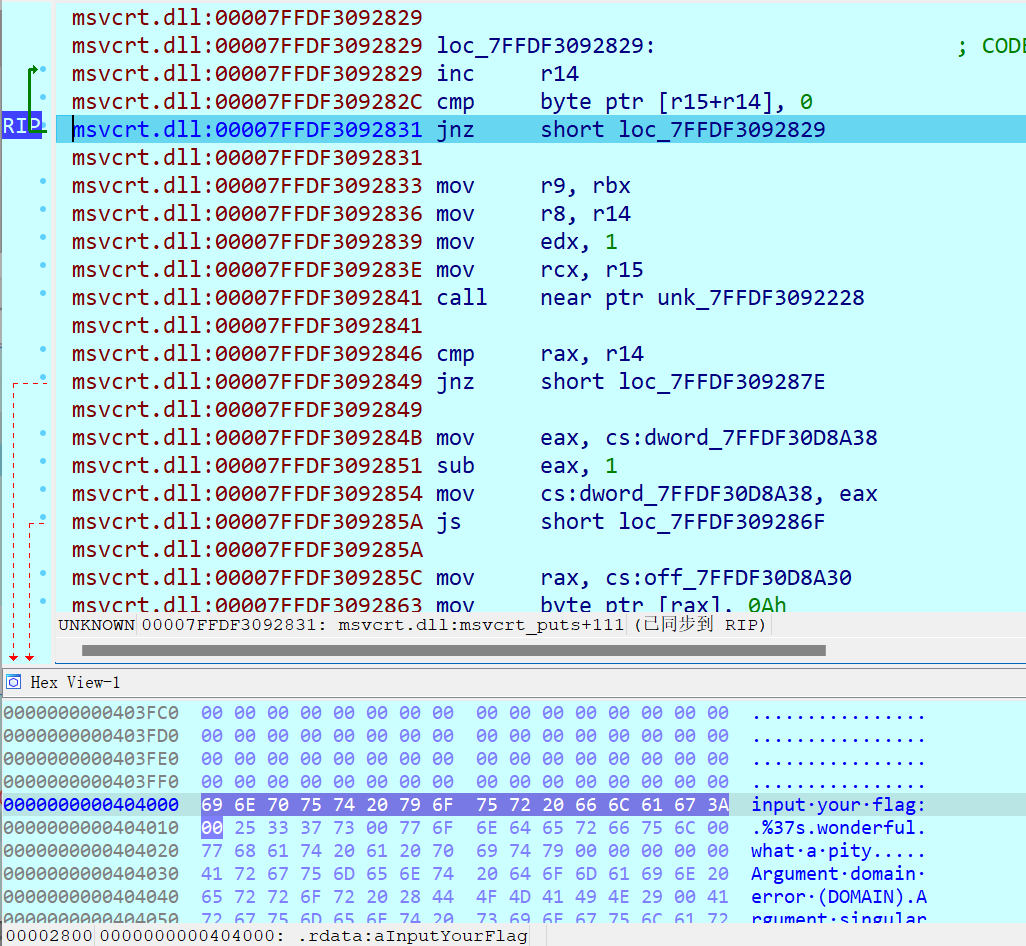 msvcrt.dll:00007FFDF3092829
msvcrt.dll:00007FFDF3092829 loc_7FFDF3092829: ; CODE
msvcrt.dll:00007FFDF3092829 inc r14
msvcrt.dll:00007FFDF309282C cmp byte ptr [r15+r14], 0
RIP msvcrt.dll:00007FFDF3092831 jnz short loc_7FFDF3092829
msvcrt.dll:00007FFDF3092831
msvcrt.dll:00007FFDF3092833 mov r9, rbx
msvcrt.dll:00007FFDF3092836 mov r8, r14
msvcrt.dll:00007FFDF3092839 mov edx, 1
msvcrt.dll:00007FFDF309283E mov rcx, r15
msvcrt.dll:00007FFDF3092841 call near ptr unk_7FFDF3092228
msvcrt.dll:00007FFDF3092841
msvcrt.dll:00007FFDF3092846 cmp rax, r14
msvcrt.dll:00007FFDF3092849 jnz short loc_7FFDF309287E
msvcrt.dll:00007FFDF3092849
msvcrt.dll:00007FFDF309284B mov eax, cs:dword_7FFDF30D8A38
msvcrt.dll:00007FFDF3092851 sub eax, 1
msvcrt.dll:00007FFDF3092854 mov cs:dword_7FFDF30D8A38, eax
msvcrt.dll:00007FFDF309285A js short loc_7FFDF309286F
msvcrt.dll:00007FFDF309285A
msvcrt.dll:00007FFDF309285C mov rax, cs:off_7FFDF30D8A30
msvcrt.dll:00007FFDF3092863 mov byte ptr [rax], 0Ah
UNKNOWN 00007FFDF3092831: msvcrt.dll:msvcrt_puts+111 (已同步到 RIP)
Hex View-1
0000000000403FC0 00 00 00 00 00 00 00 00 00 00 00 00 00 00 00 00 ................
0000000000403FD0 00 00 00 00 00 00 00 00 00 00 00 00 00 00 00 00 ................
0000000000403FE0 00 00 00 00 00 00 00 00 00 00 00 00 00 00 00 00 ................
0000000000403FF0 00 00 00 00 00 00 00 00 00 00 00 00 00 00 00 00 ................
0000000000404000 69 6E 70 75 74 20 79 6F 75 72 20 66 6C 61 67 3A input·your·flag:
0000000000404010 00 25 33 37 73 00 77 6F 6E 64 65 72 66 75 6C 00 .%37s.wonderful.
0000000000404020 77 68 61 74 20 61 20 70 69 74 79 00 00 00 00 00 what·a·pity.....
0000000000404030 41 72 67 75 6D 65 6E 74 20 64 6F 6D 61 69 6E 20 Argument·domain·
0000000000404040 65 72 72 6F 72 20 28 44 4F 4D 41 49 4E 29 00 41 error·(DOMAIN).A
0000000000404050 72 67 75 6D 65 6E 74 20 73 69 6E 67 75 6C 61 72 rgument·singular
00002800 0000000000404000: .rdata:aInputYourFlag